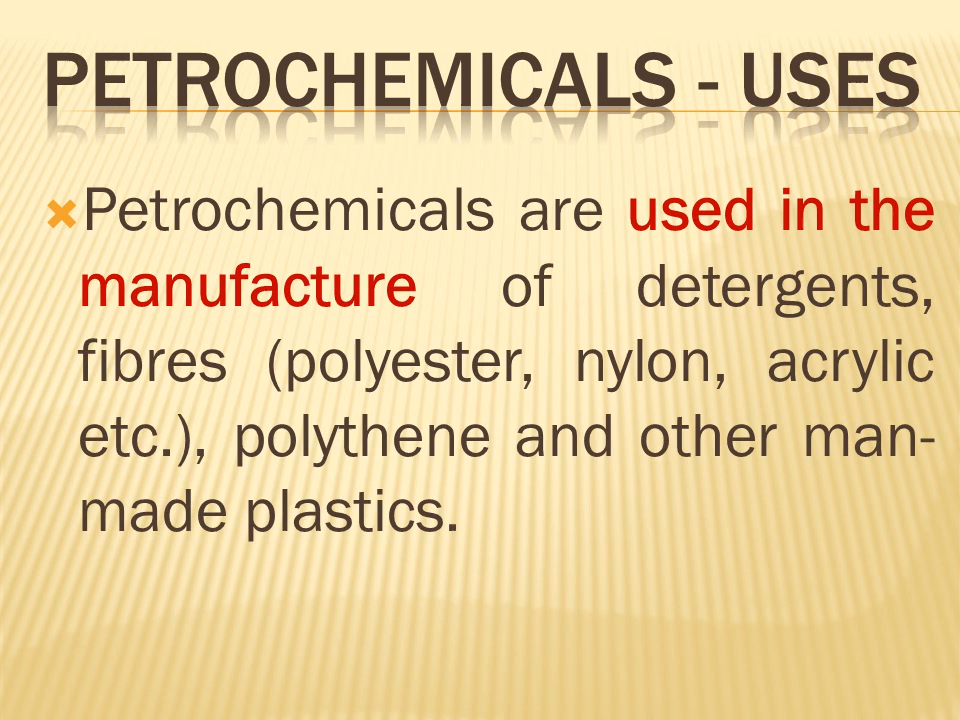 PETROCHEMICALS - USES
Petrochemicals are used in the
manufacture of detergents,
fibres (polyester, nylon, acrylic
etc.), polythene and other man-
made plastics.